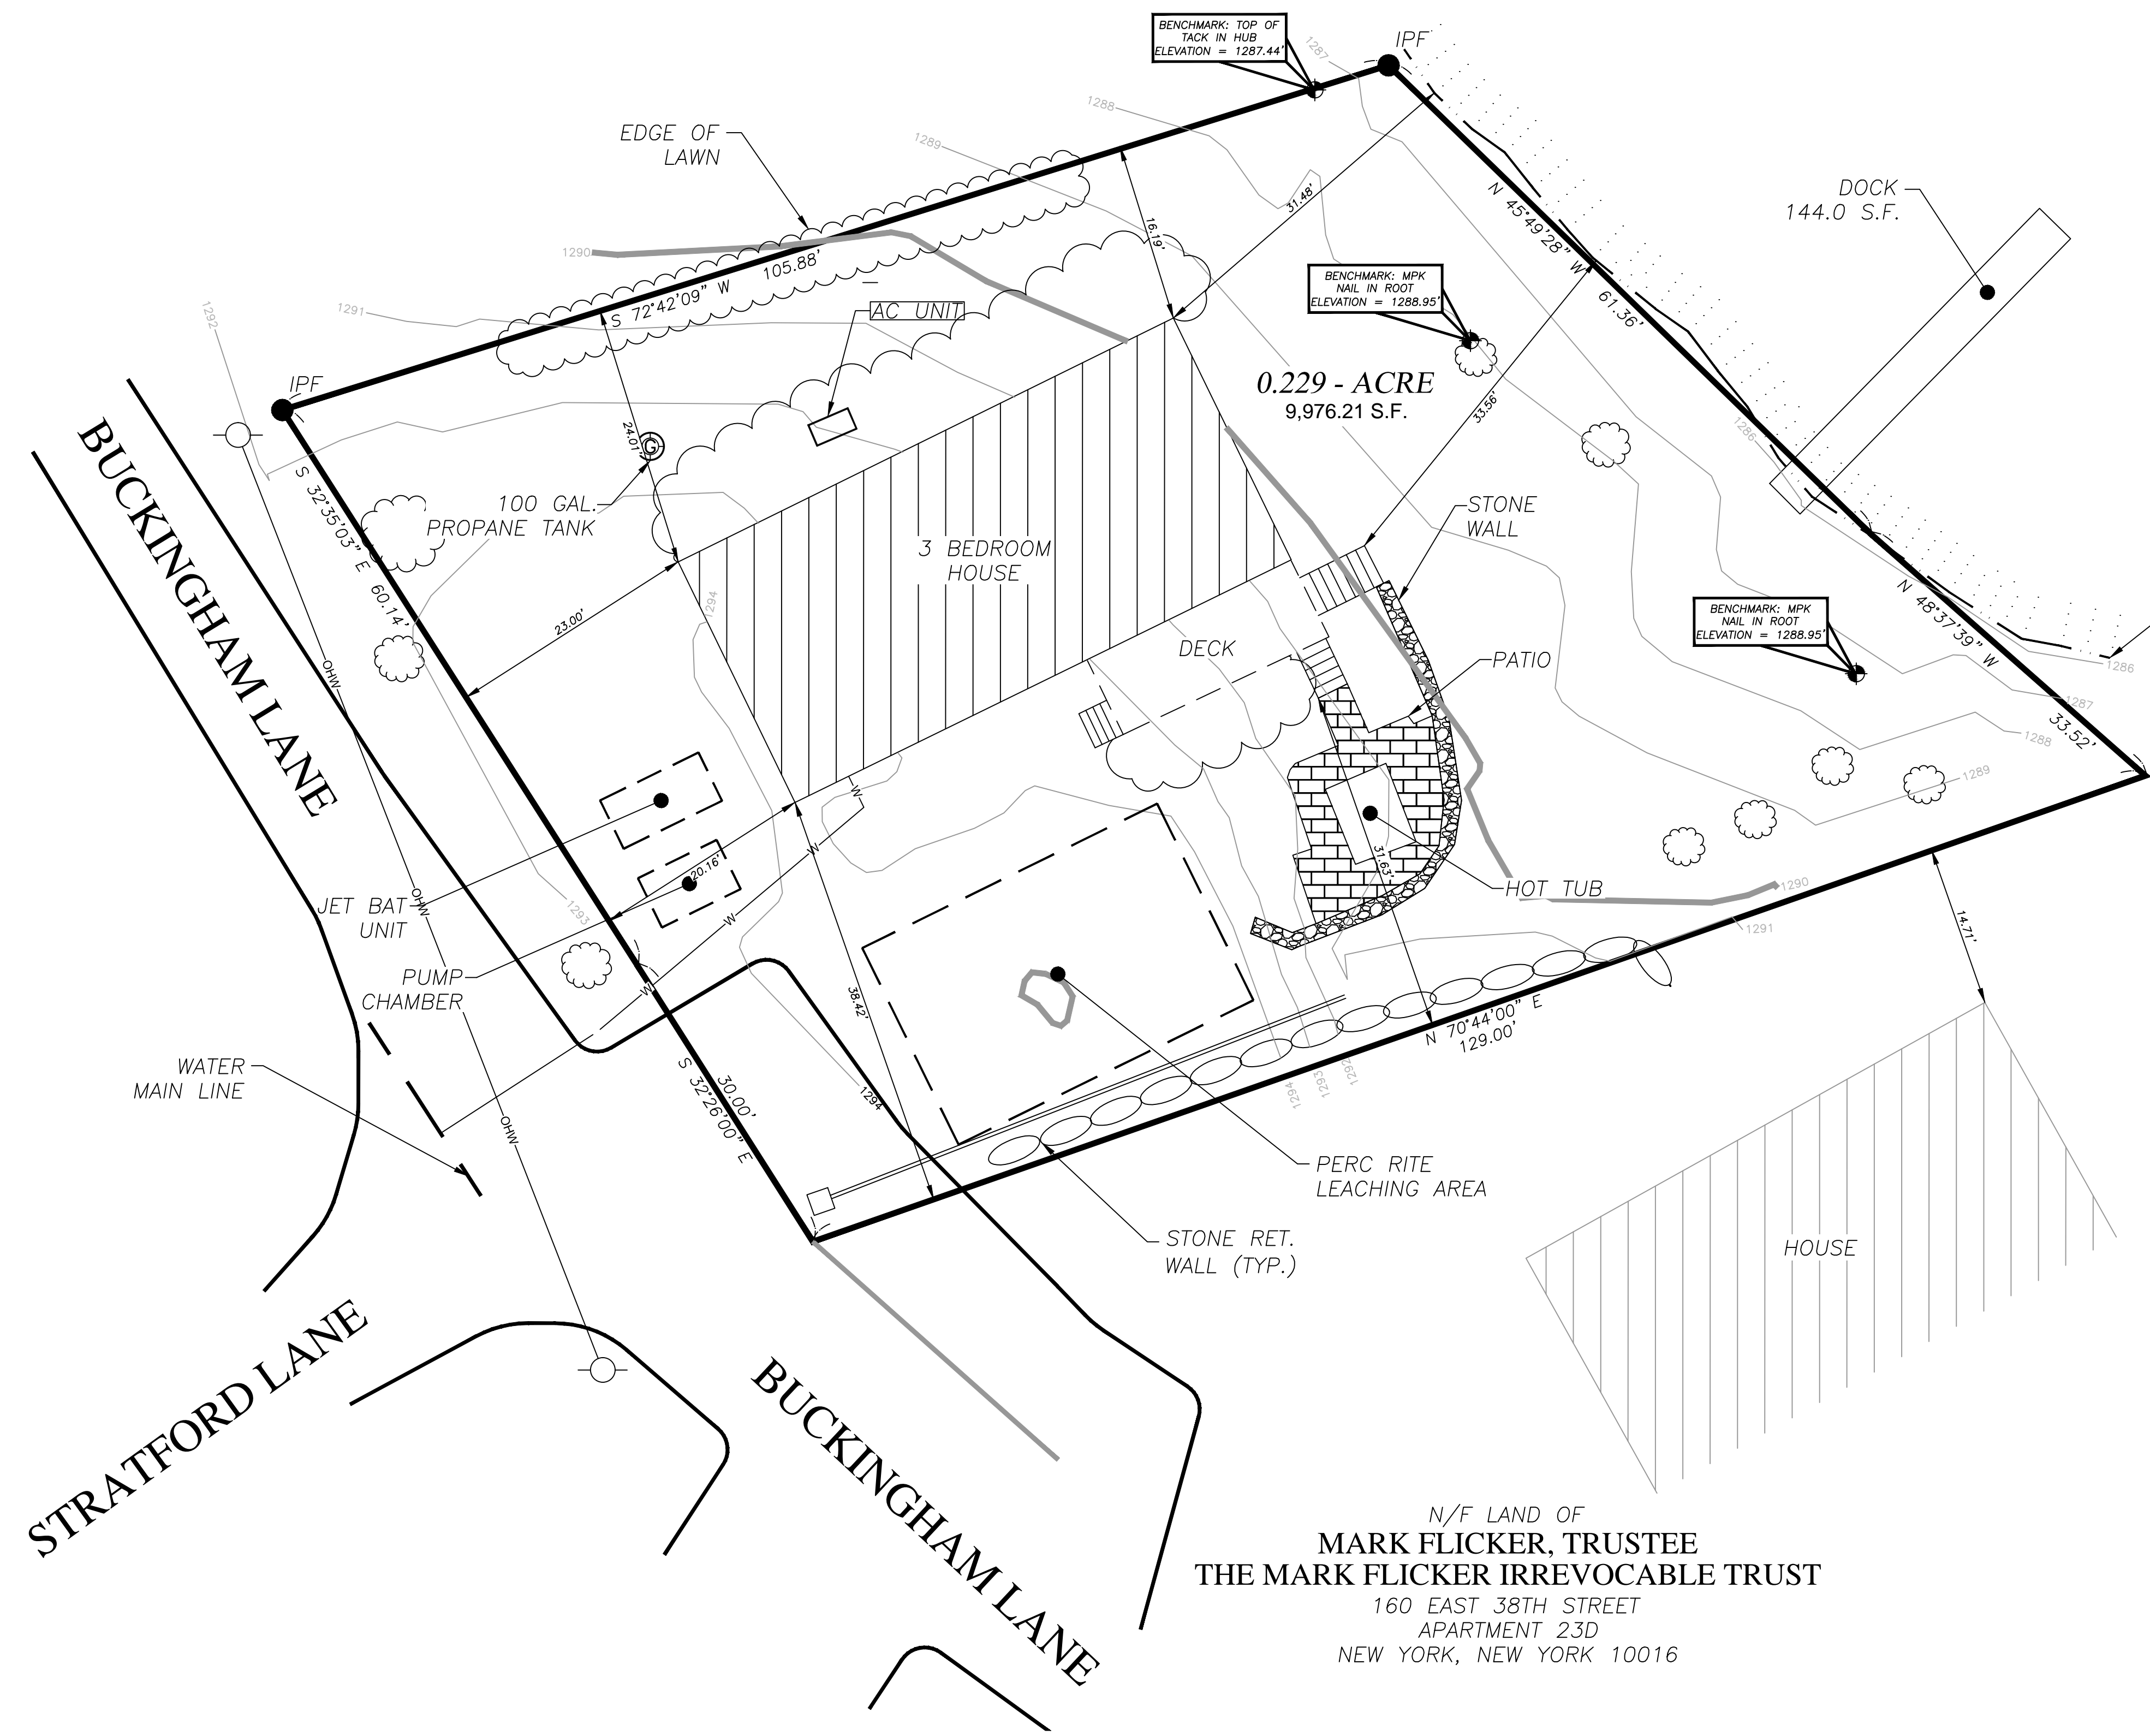 BENCHMARK: TOP OF
TACK IN HUB
ELEVATION = 1287.44'
IPF
1287
1288
1289
EDGE OF
LAWN
1290
S 72°42'09" W 105.88'
16.19'
31.48'
N 45°49'28" W 61.36'
DOCK
144.0 S.F.
BENCHMARK: MPK
NAIL IN ROOT
ELEVATION = 1288.95'
1291
1292
AC UNIT
IPF
24.01'
G
0.229 - ACRE
9,976.21 S.F.
33.56'
1286
BUCKINGHAM LANE
S 32°35'03" E 60.14'
100 GAL.
PROPANE TANK
3 BEDROOM
HOUSE
STONE
WALL
1294
23.00'
DECK
PATIO
BENCHMARK: MPK
NAIL IN ROOT
ELEVATION = 1288.95'
N 48°37'39" W
33.52'
1286
1287
1288
1289
OHW
W
W
20.16'
W
W
31.63'
HOT TUB
1290
1291
14.71'
1293
OHW
JET BAT
UNIT
PUMP
CHAMBER
38.42'
N 70°44'00" E
129.00'
WATER
MAIN LINE
OHW
30.00'
S 32°26'00" E
1294
1294
1293
1292
PERC RITE
LEACHING AREA
STONE RET.
WALL (TYP.)
HOUSE
STRATFORD LANE
BUCKINGHAM LANE
N/F LAND OF
MARK FLICKER, TRUSTEE
THE MARK FLICKER IRREVOCABLE TRUST
160 EAST 38TH STREET
APARTMENT 23D
NEW YORK, NEW YORK 10016